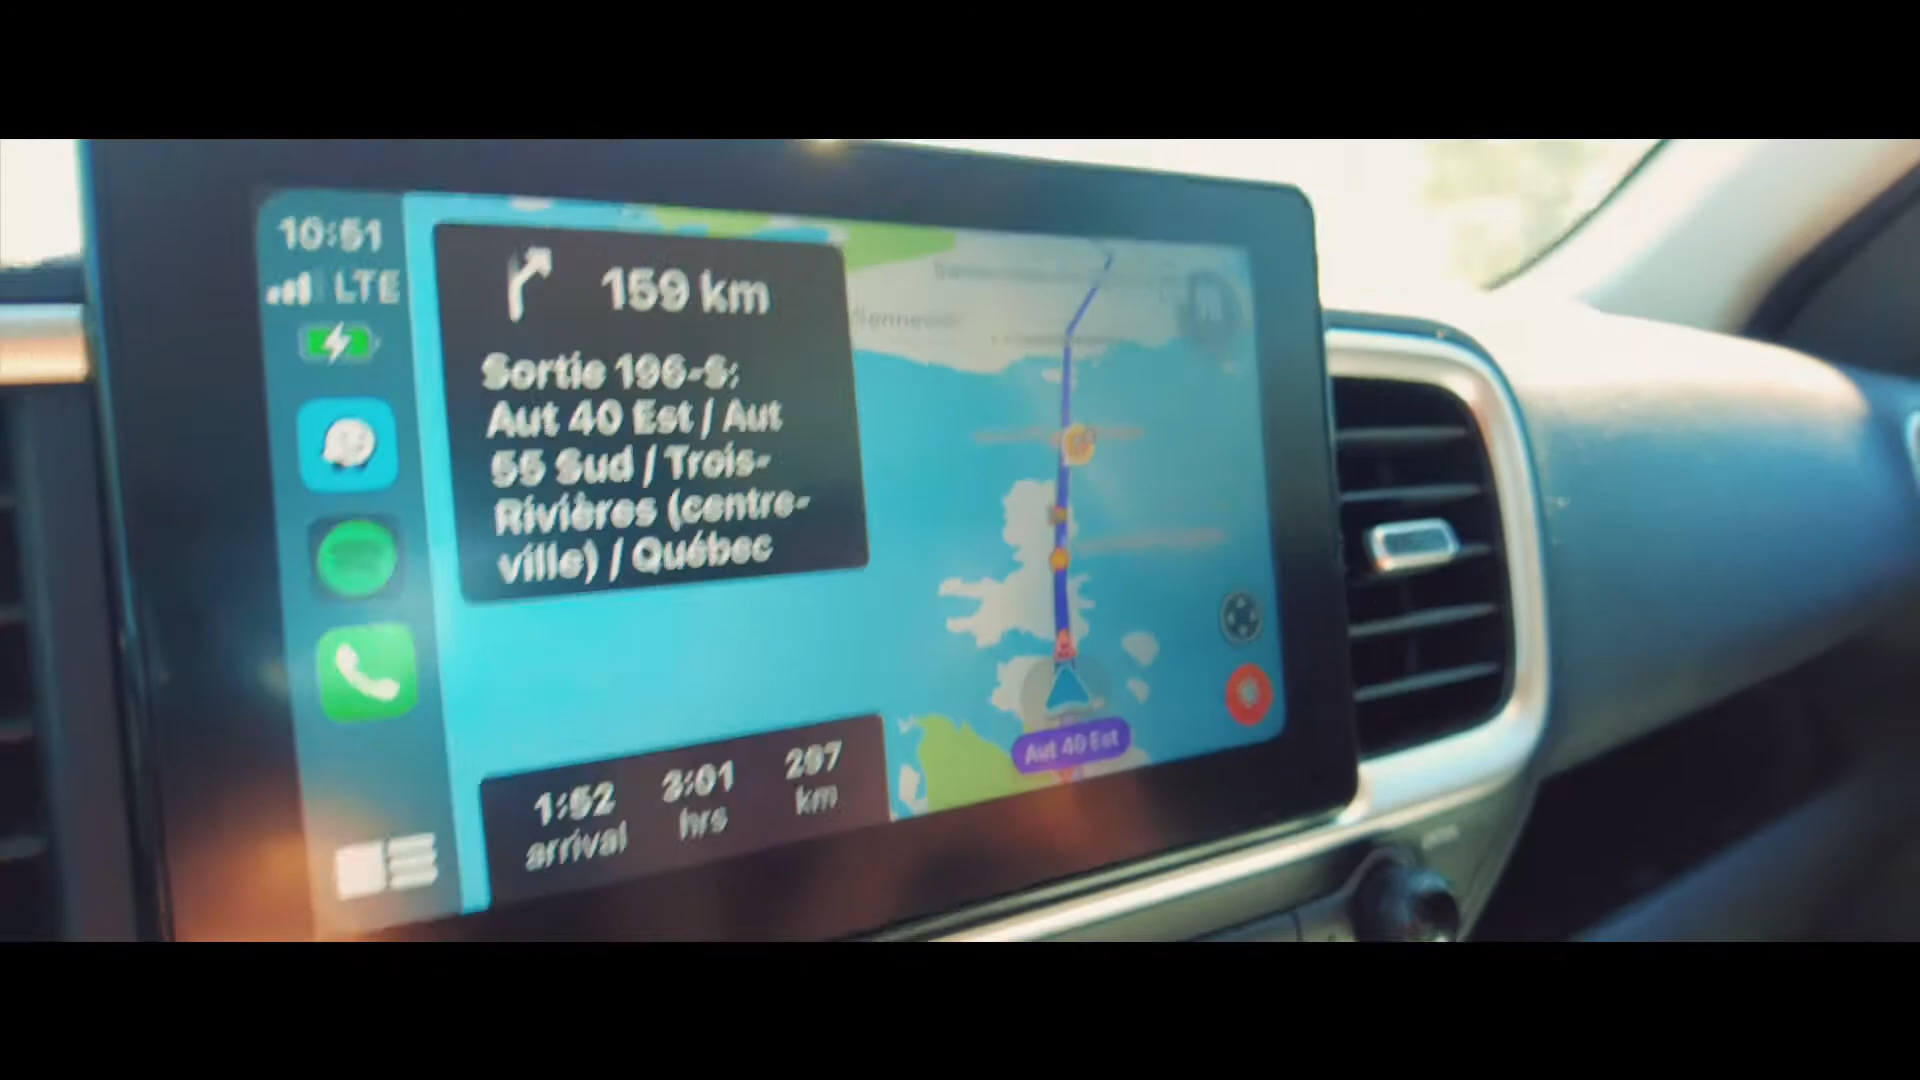 10:51
LTE
159 km
Sortie 196-S:
Aut 40 Est / Aut
55 Sud / Trois-
Rivières (centre-
ville) / Québec
Aut 40 Est
1:52
arrival
3:01
hrs
297
km